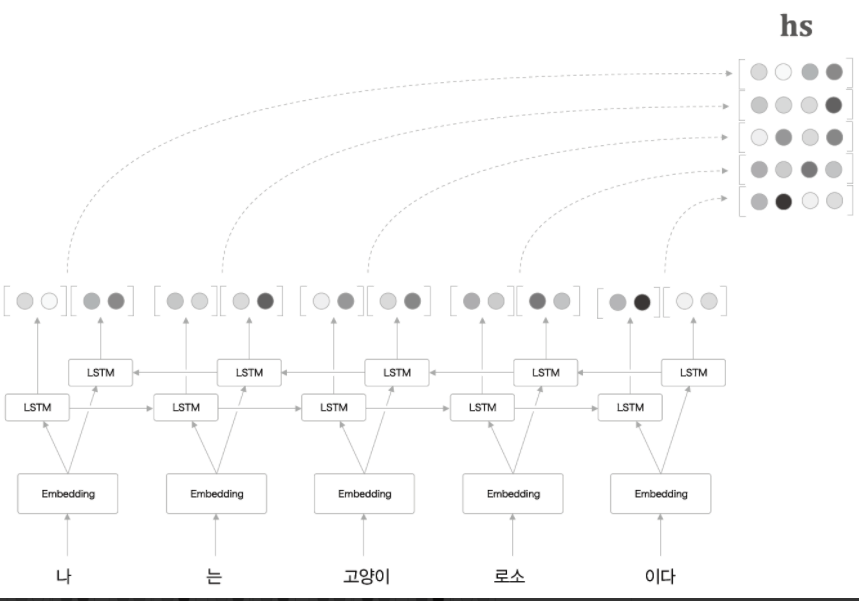 hs
LSTM LSTM LSTM LSTM LSTM
LSTM LSTM LSTM LSTM LSTM
Embedding Embedding Embedding Embedding Embedding
나 는 고양이 로소 이다